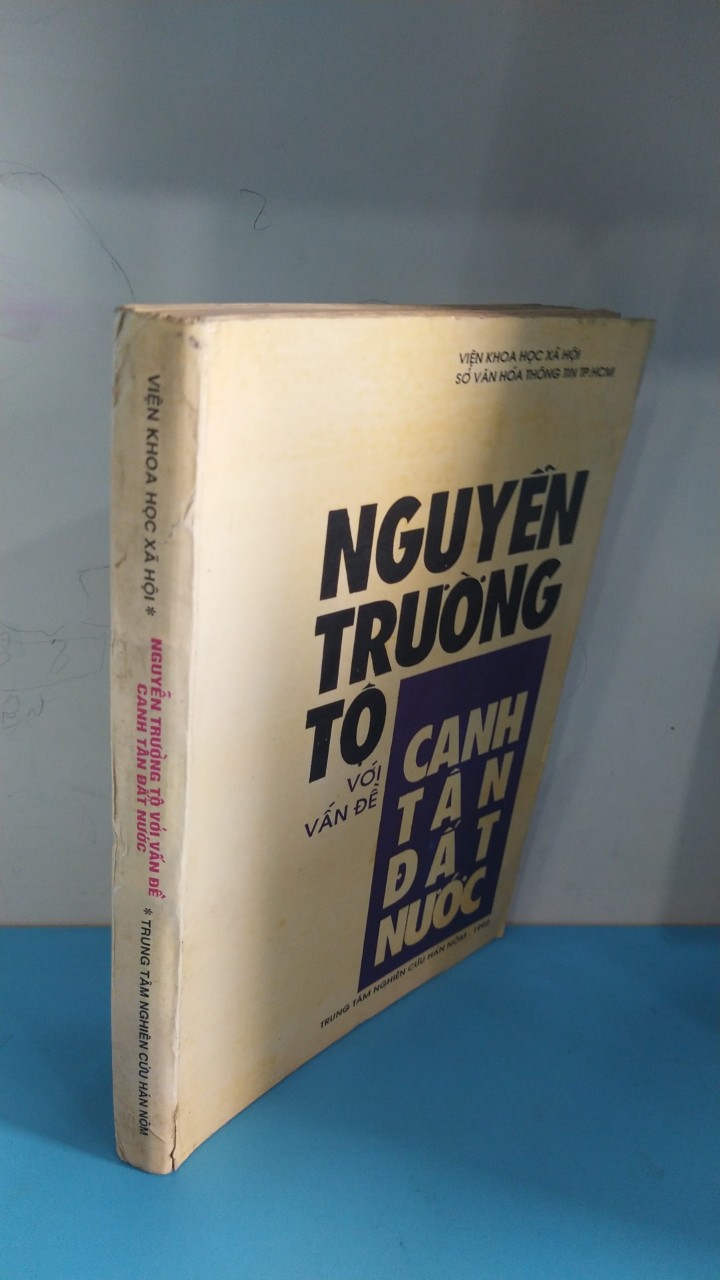 VIỆN KHOA HỌC XÃ HỘI
SỞ VĂN HÓA THÔNG TIN TP.HCM
NGUYỄN
TRƯỜNG
TỘ
VỚI
VẤN ĐỀ
CANH
TÂN
ĐẤT
NƯỚC
TRUNG TÂM NGHIÊN CỨU HÁN NÔM - 1992
VIỆN KHOA HỌC XÃ HỘI *
NGUYỄN TRƯỜNG TỘ VỚI VẤN ĐỀ
CANH TÂN ĐẤT NƯỚC
* TRUNG TÂM NGHIÊN CỨU HÁN NÔM